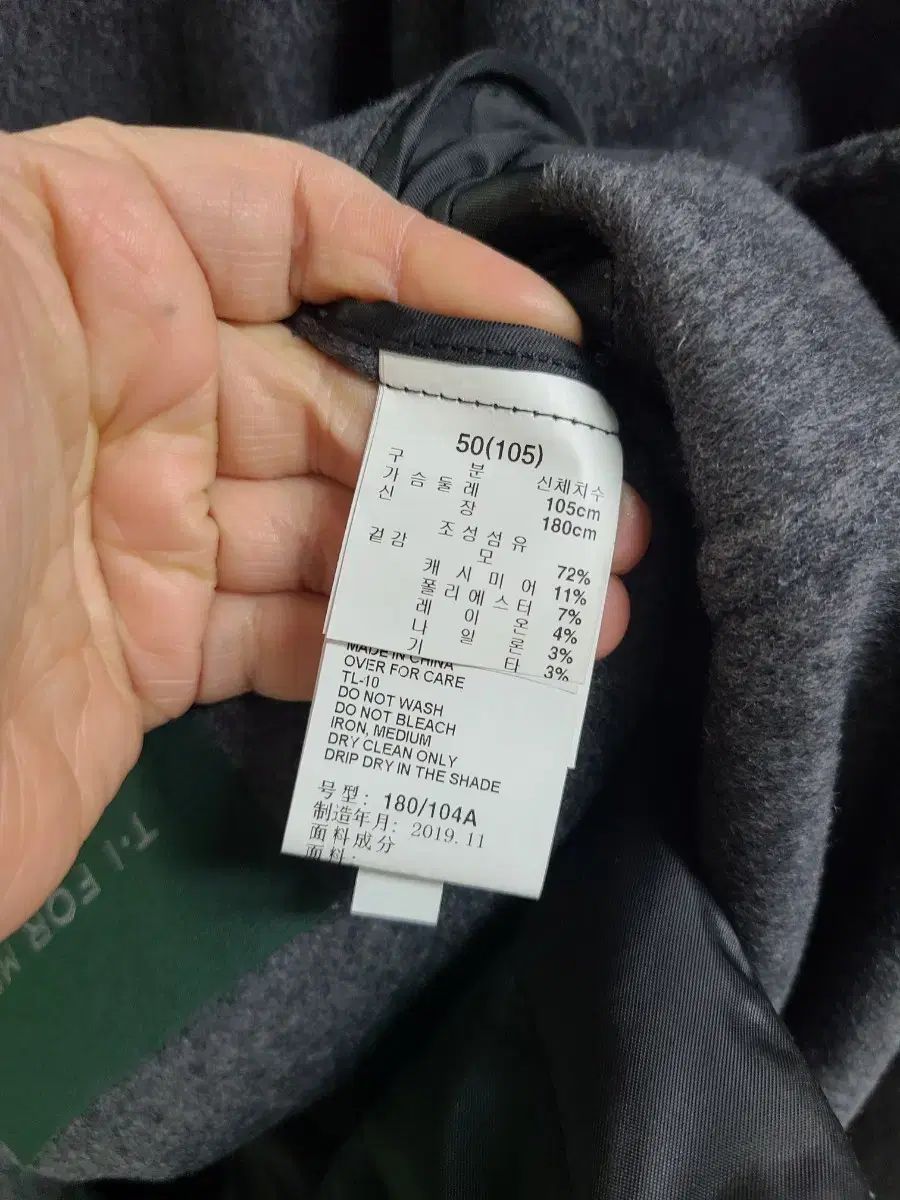 50(105)
구 분 신체치수
가 슴 둘 레 105cm
신 장 180cm
조 성 섬 유
겉 감 모 72%
캐 시 미 어 11%
폴 리 에 스 터 7%
레 이 온 4%
나 일 론 3%
기 타 3%
MADE IN CHINA
OVER FOR CARE
TL-10
DO NOT WASH
DO NOT BLEACH
IRON, MEDIUM
DRY CLEAN ONLY
DRIP DRY IN THE SHADE
号型: 180/104A
制造年月: 2019.11
面料成分
面料:
T·I FOR M